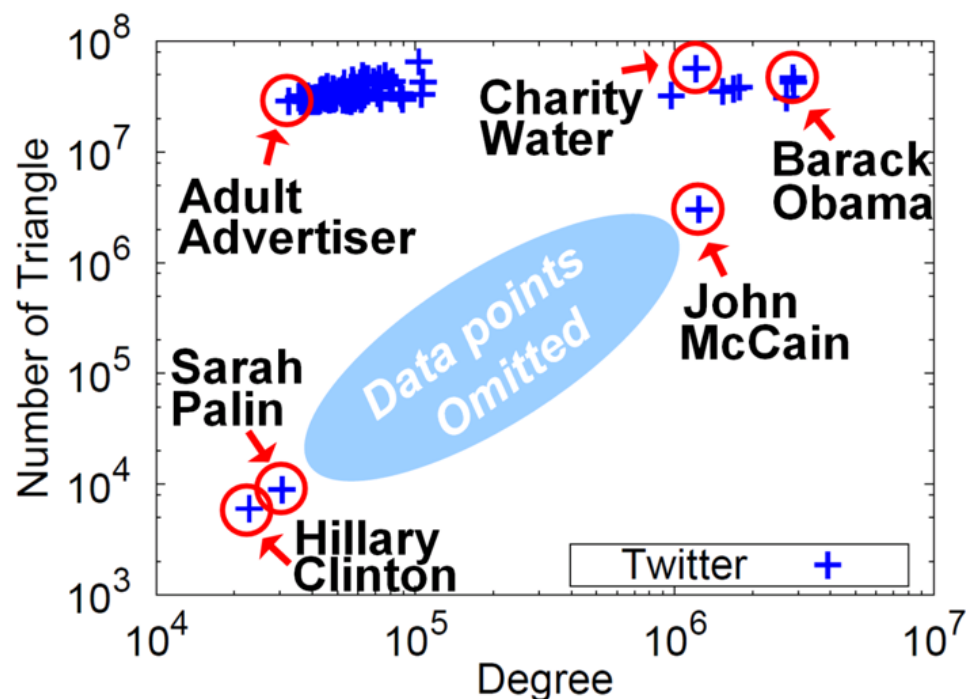 10^8
10^7
10^6
10^5
10^4
10^3
Number of Triangle
Charity
Water
Barack
Obama
Adult
Advertiser
John
McCain
Data points
Omitted
Sarah
Palin
Hillary
Clinton
Twitter
10^4
10^5
10^6
10^7
Degree